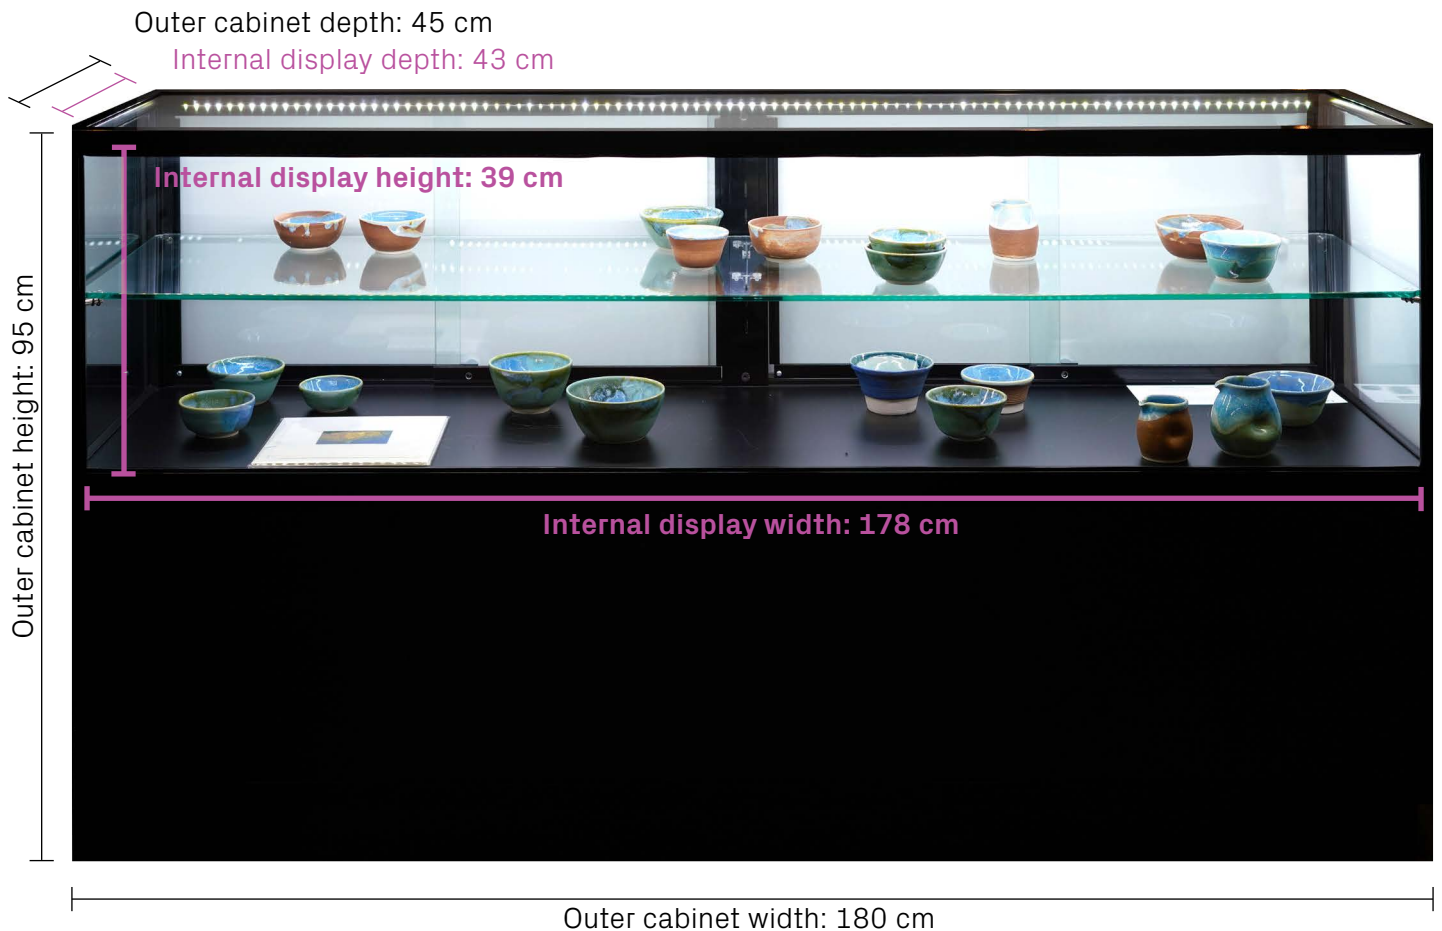 Outer cabinet depth: 45 cm
Internal display depth: 43 cm
Internal display height: 39 cm
Outer cabinet height: 95 cm
Internal display width: 178 cm
Outer cabinet width: 180 cm